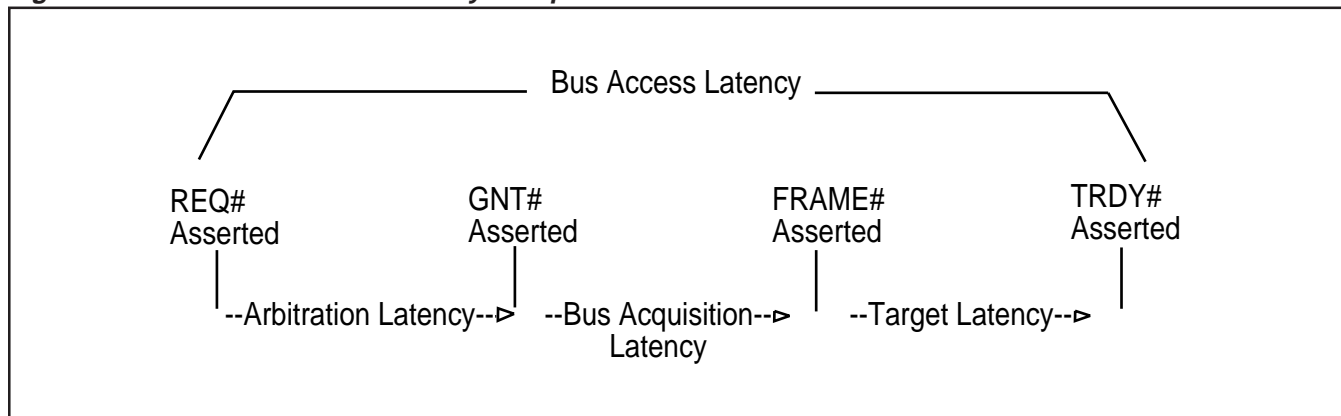 Bus Access Latency
REQ#
Asserted
GNT#
Asserted
FRAME#
Asserted
TRDY#
Asserted
--Arbitration Latency--
--Bus Acquisition--
Latency
--Target Latency--